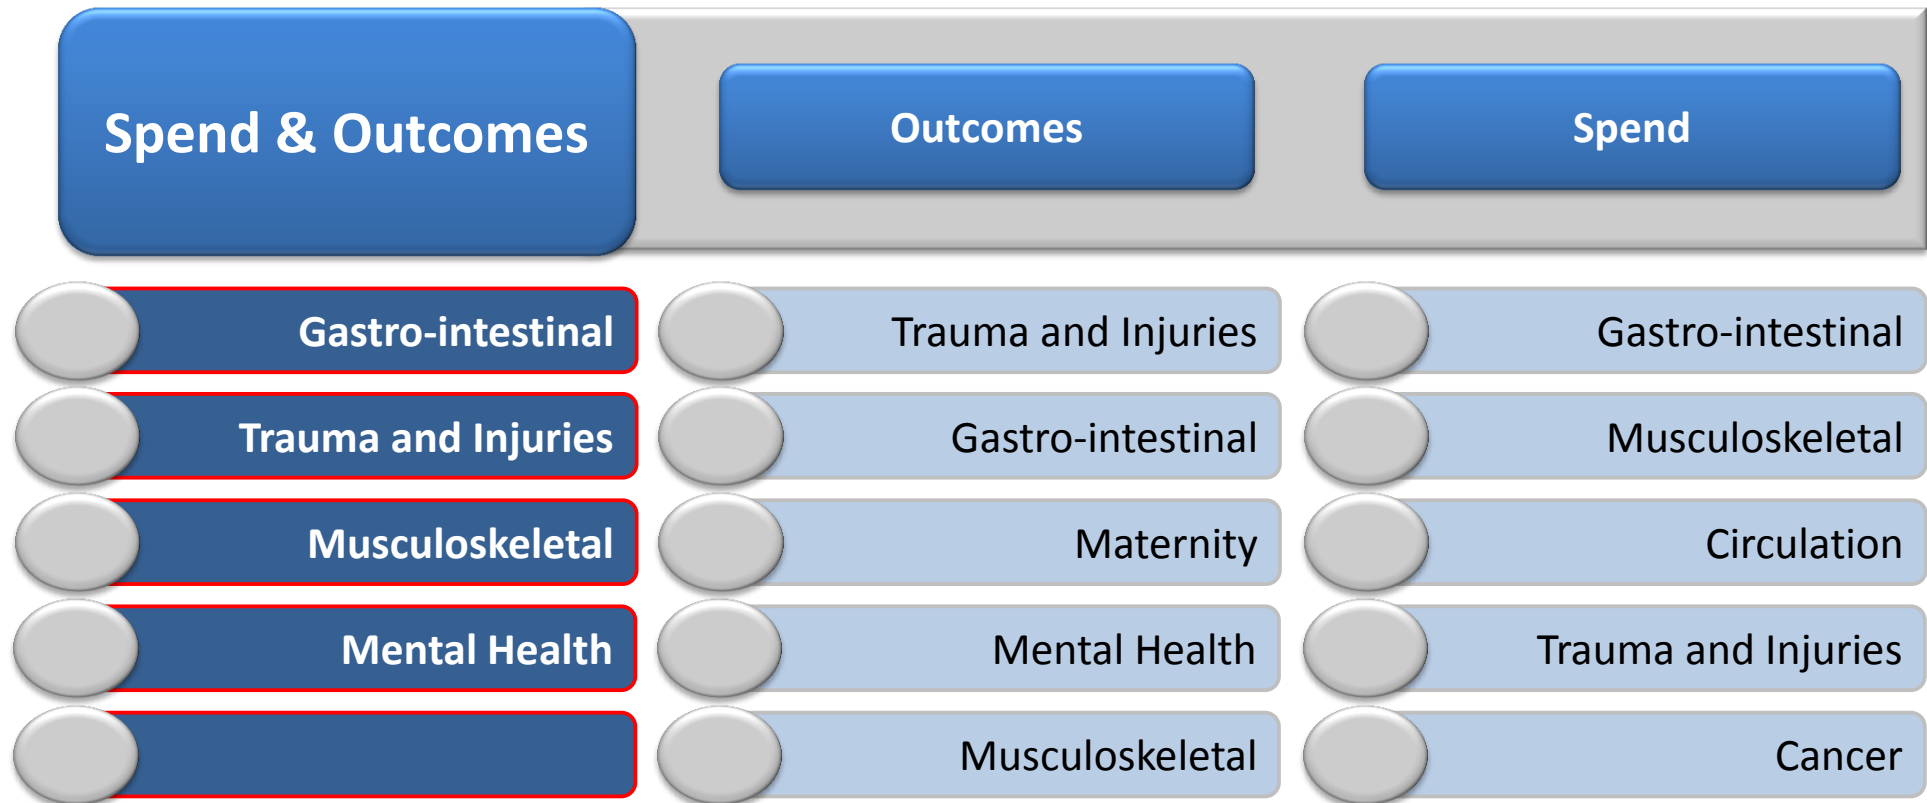 Spend & Outcomes
Outcomes
Spend
Gastro-intestinal
Trauma and Injuries
Gastro-intestinal
Trauma and Injuries
Gastro-intestinal
Musculoskeletal
Musculoskeletal
Maternity
Circulation
Mental Health
Mental Health
Trauma and Injuries
Musculoskeletal
Cancer